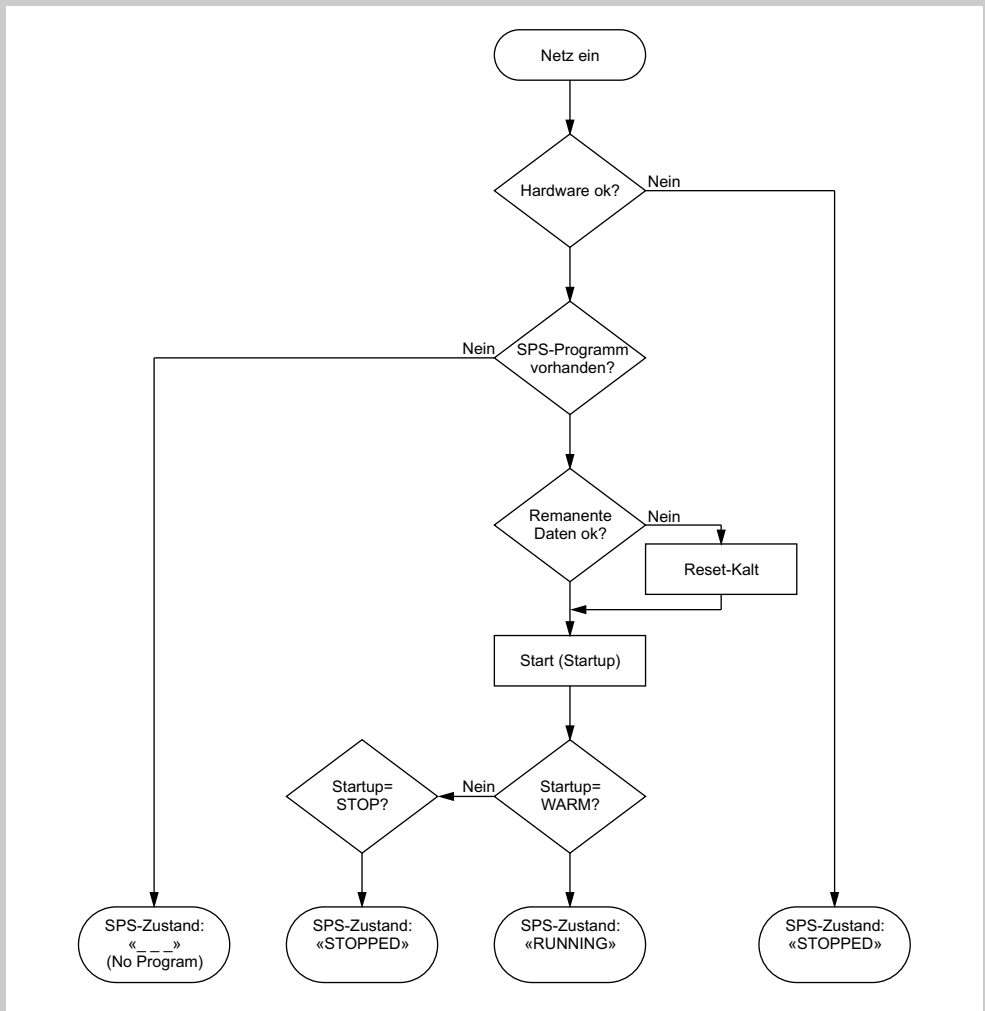 Netz ein
Hardware ok?
Nein
Nein
SPS-Programm
vorhanden?
Remanente
Daten ok?
Nein
Reset-Kalt
Start (Startup)
Startup=
STOP?
Nein
Startup=
WARM?
SPS-Zustand:
«_ _ _»
(No Program)
SPS-Zustand:
«STOPPED»
SPS-Zustand:
«RUNNING»
SPS-Zustand:
«STOPPED»